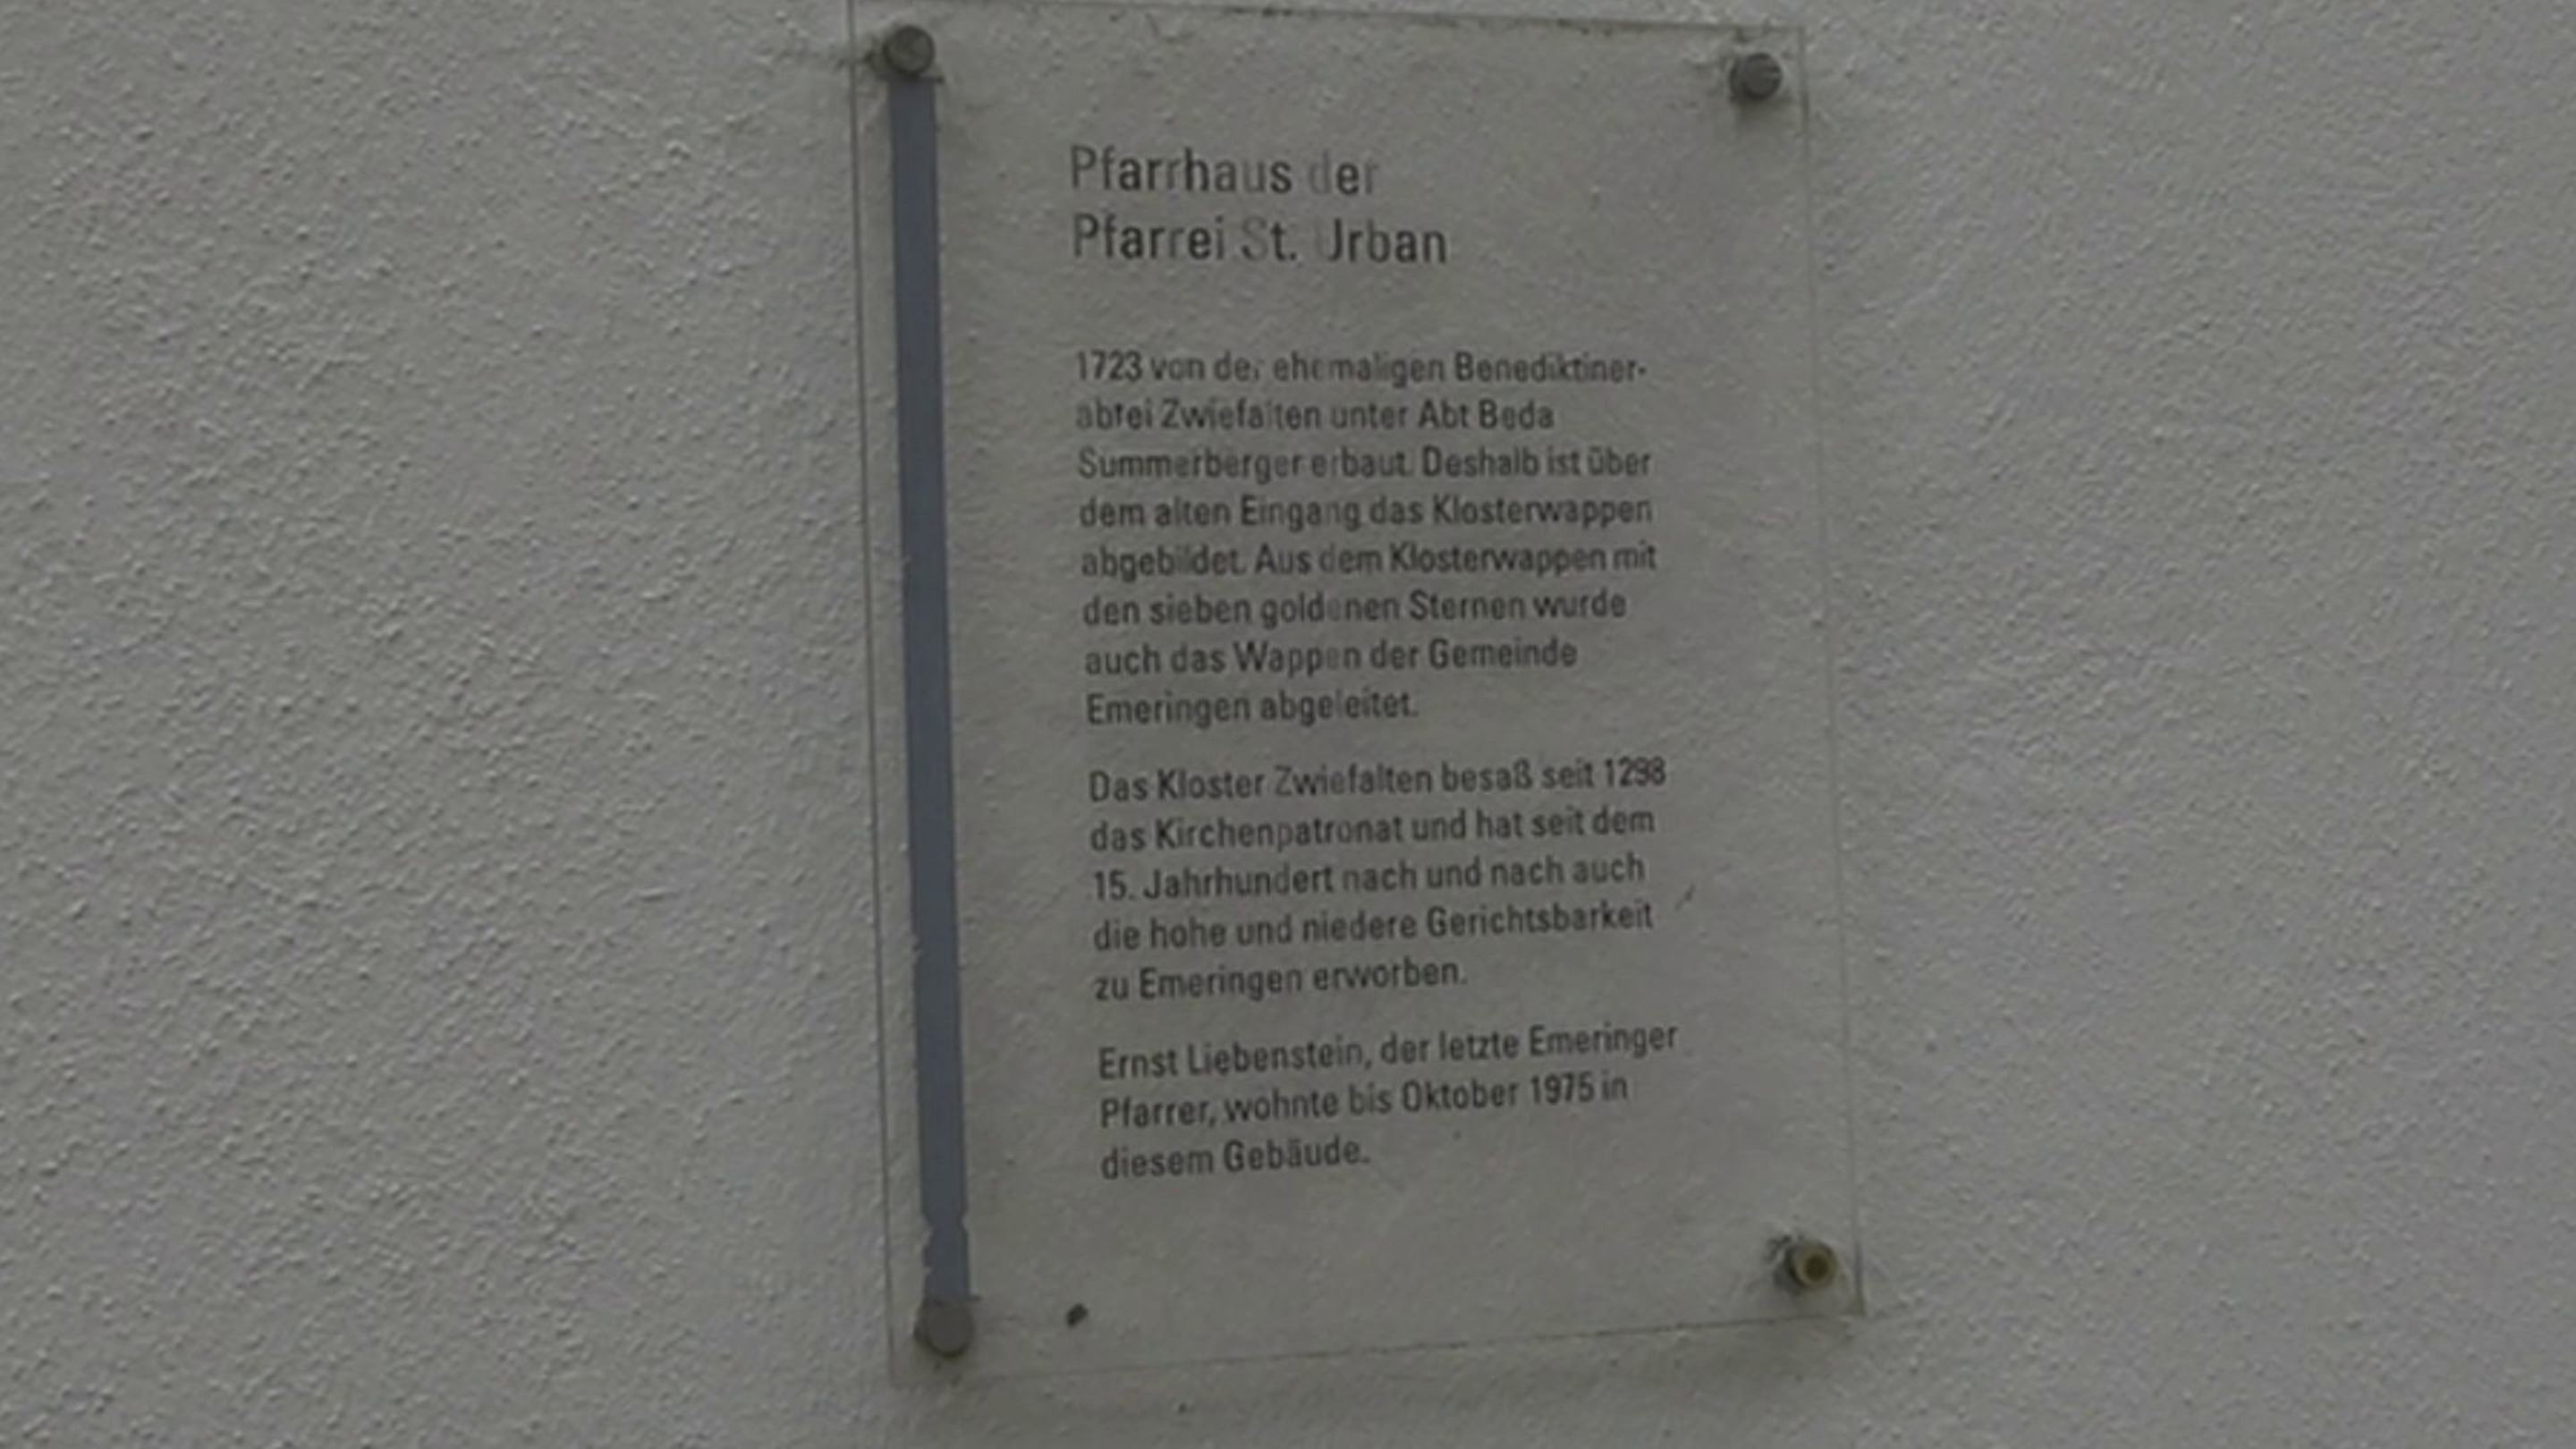 Pfarrhaus der
Pfarrei St. Urban
1723 von der ehemaligen Benediktiner-
abtei Zwiefalten unter Abt Beda
Summerberger erbaut. Deshalb ist über
dem alten Eingang das Klosterwappen
abgebildet. Aus dem Klosterwappen mit
den sieben goldenen Sternen wurde
auch das Wappen der Gemeinde
Emeringen abgeleitet.
Das Kloster Zwiefalten besaß seit 1298
das Kirchenpatronat und hat seit dem
15. Jahrhundert nach und nach auch
die hohe und niedere Gerichtsbarkeit
zu Emeringen erworben.
Ernst Liebenstein, der letzte Emeringer
Pfarrer, wohnte bis Oktober 1975 in
diesem Gebäude.